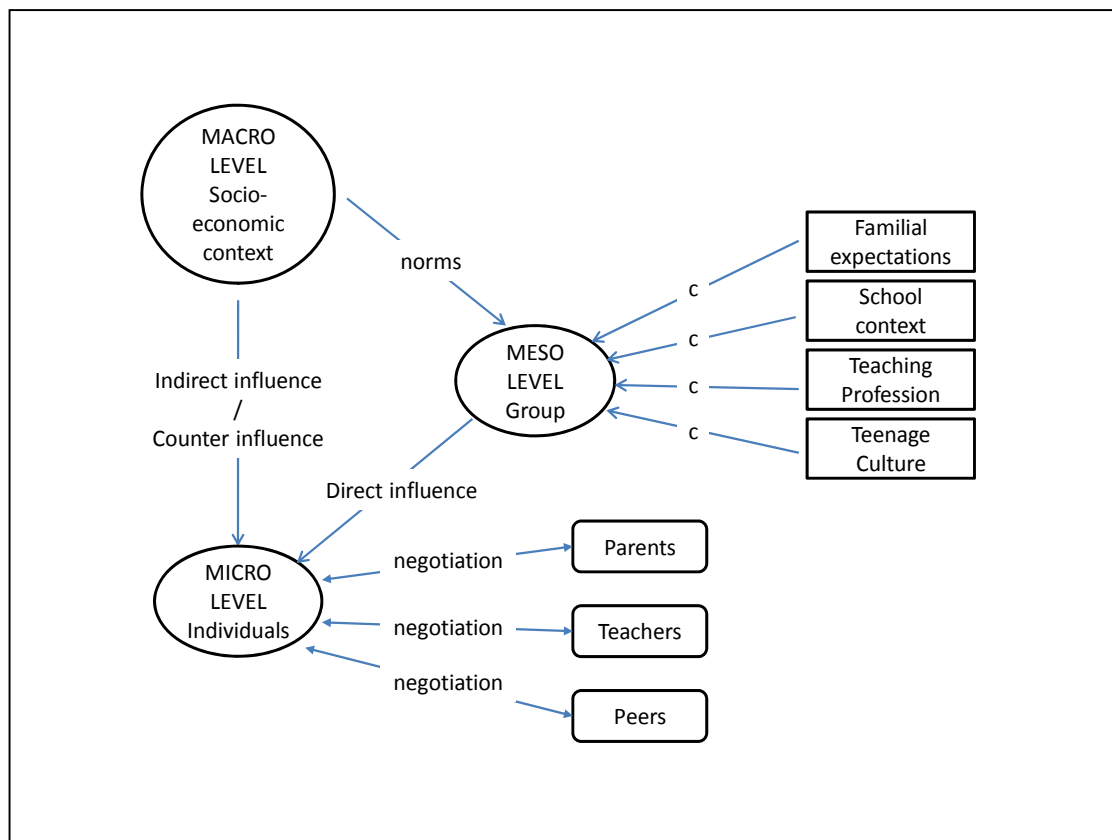 MACRO
LEVEL
Socio-
economic
context
norms
Familial
expectations
c
School
context
c
MESO
LEVEL
Group
Teaching
Profession
c
Teenage
Culture
c
Indirect influence
/
Counter influence
Direct influence
MICRO
LEVEL
Individuals
negotiation
Parents
negotiation
Teachers
negotiation
Peers